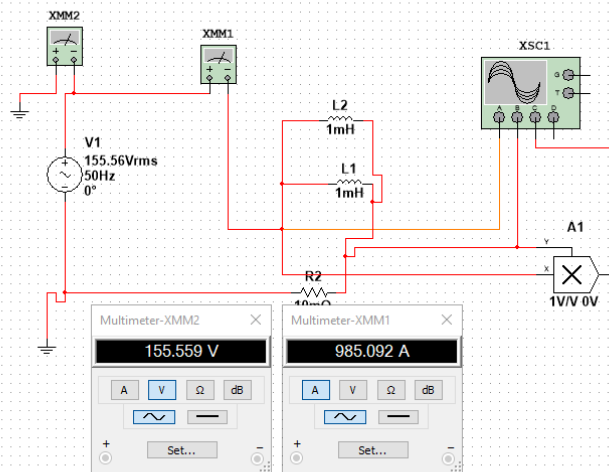 XMM2
XMM1
XSC1
L2
1mH
V1
155.56Vrms
50Hz
0°
L1
1mH
G
T
A B C D
A1
Y
X
1V/V 0V
R2
Multimeter-XMM2
155.559 V
A V Ω dB
+ −
Set...
Multimeter-XMM1
985.092 A
A V Ω dB
+ −
Set...